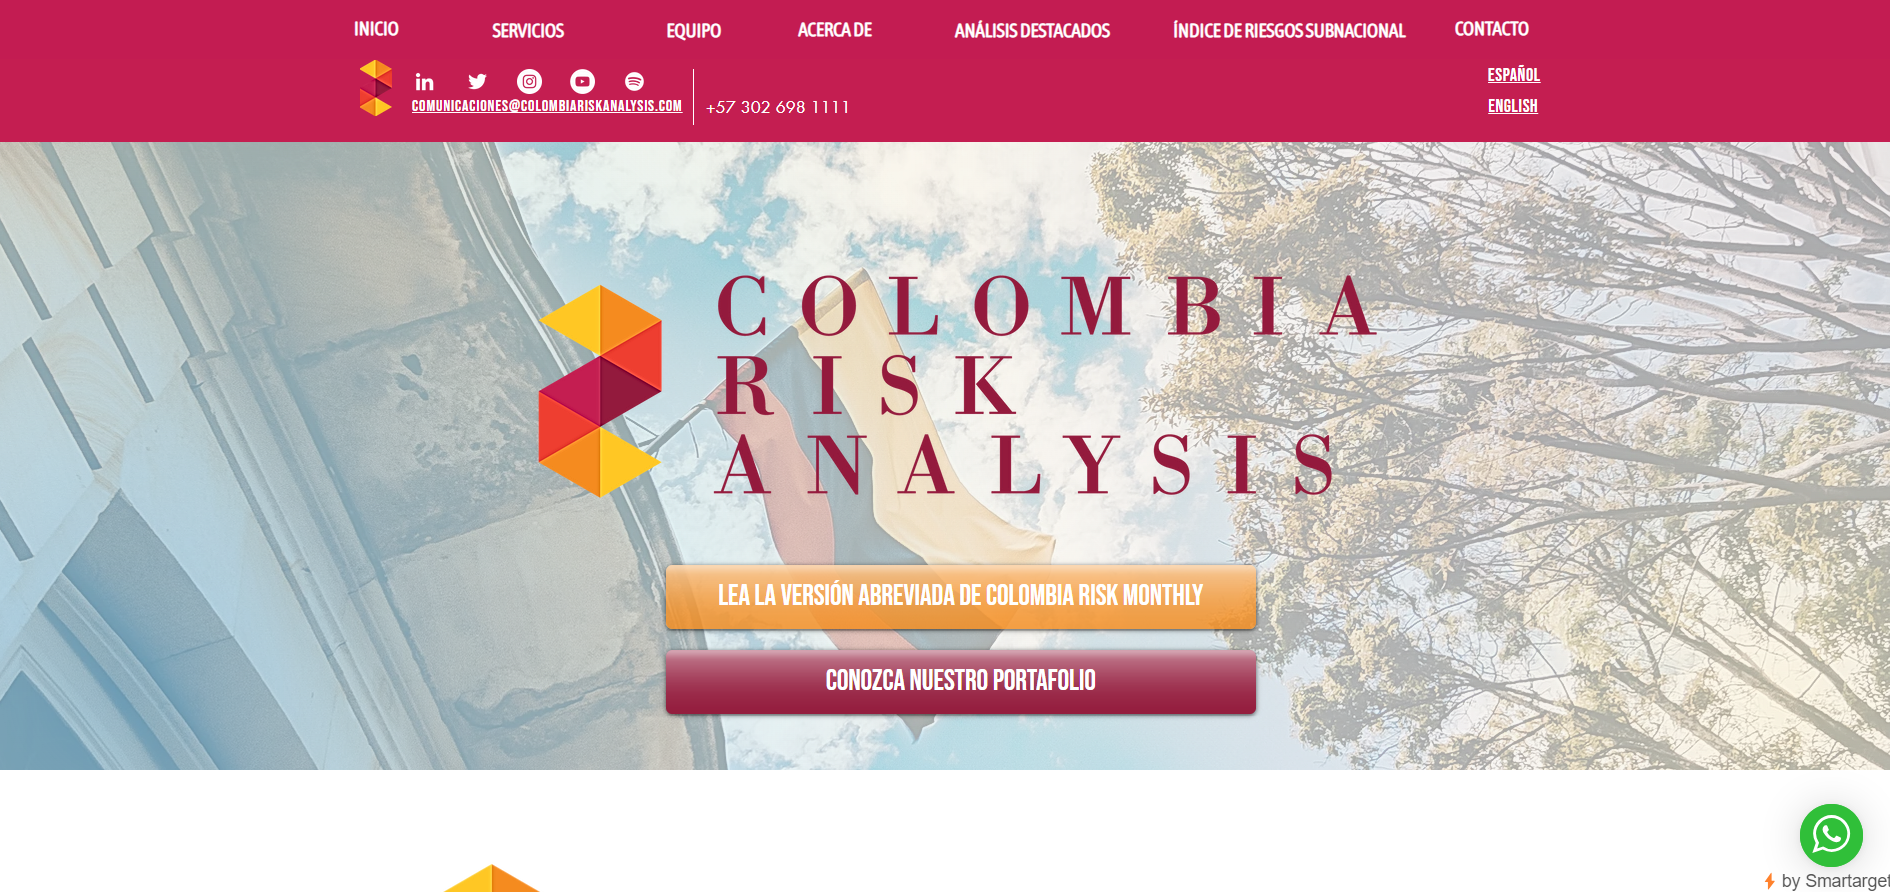 INICIO
SERVICIOS
EQUIPO
ACERCA DE
ANÁLISIS DESTACADOS
ÍNDICE DE RIESGOS SUBNACIONAL
CONTACTO
COMUNICACIONES@COLOMBIARISKANALYSIS.COM
+57 302 698 1111
ESPAÑOL
ENGLISH
COLOMBIA
RISK
ANALYSIS
LEA LA VERSIÓN ABREVIADA DE COLOMBIA RISK MONTHLY
CONOZCA NUESTRO PORTAFOLIO
by Smartarget